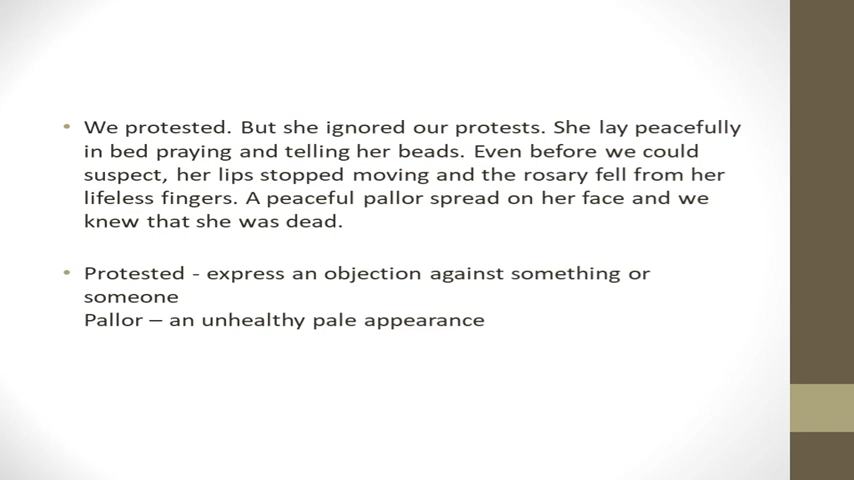 • We protested. But she ignored our protests. She lay peacefully
in bed praying and telling her beads. Even before we could
suspect, her lips stopped moving and the rosary fell from her
lifeless fingers. A peaceful pallor spread on her face and we
knew that she was dead.
• Protested - express an objection against something or
someone
Pallor – an unhealthy pale appearance